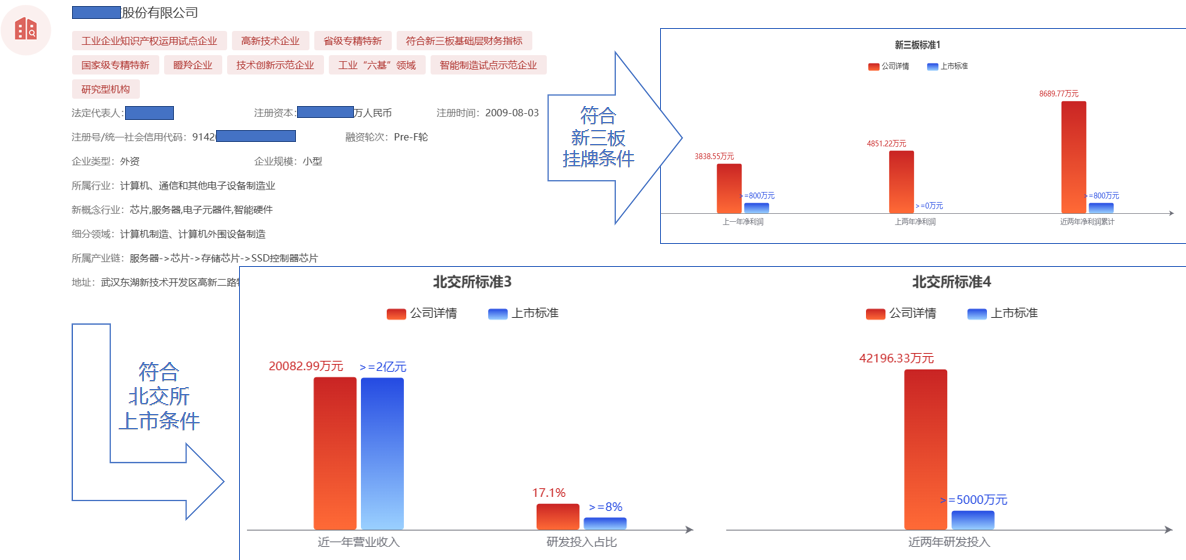 股份有限公司
工业企业知识产权运用试点企业 高新技术企业 省级专精特新 符合新三板基础层财务指标
国家级专精特新 瞪羚企业 技术创新示范企业 工业“六基”领域 智能制造试点示范企业
研究型机构
法定代表人: 注册资本: 万人民币 注册时间: 2009-08-03
注册号/统一社会信用代码: 9142 融资轮次: Pre-F轮
企业类型: 外资 企业规模: 小型
所属行业: 计算机、通信和其他电子设备制造业
新概念行业: 芯片,服务器,电子元器件,智能硬件
细分领域: 计算机制造、计算机外围设备制造
所属产业链: 服务器->芯片->存储芯片->SSD控制器芯片
地址: 武汉东湖新技术开发区高新二路
符合
新三板
挂牌条件
新三板标准1
公司详情 上市标准
8689.77万元
4851.22万元
3838.55万元
>=800万元 >=0万元 >=800万元
上一年净利润 上两年净利润 近两年净利润累计
符合
北交所
上市条件
北交所标准3
公司详情 上市标准
20082.99万元 >=2亿元
17.1%
>=8%
近一年营业收入 研发投入占比
北交所标准4
公司详情 上市标准
42196.33万元
>=5000万元
近两年研发投入